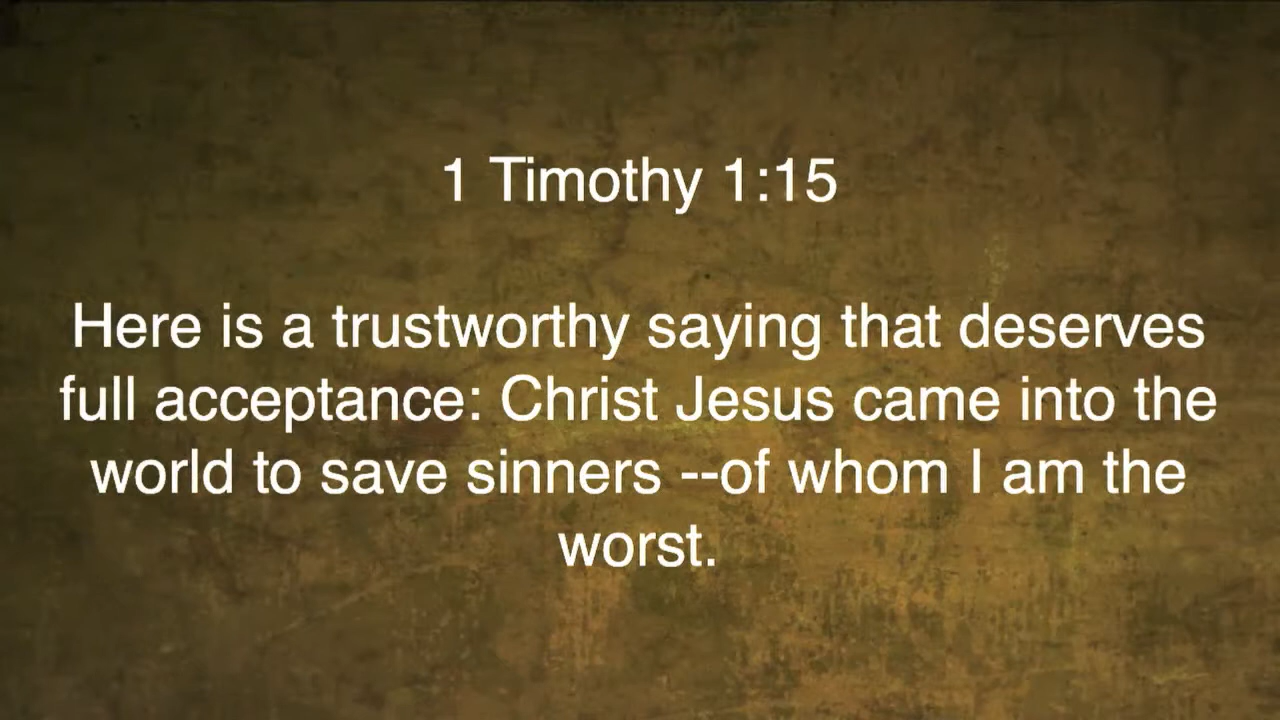 1 Timothy 1:15
Here is a trustworthy saying that deserves
full acceptance: Christ Jesus came into the
world to save sinners --of whom I am the
worst.